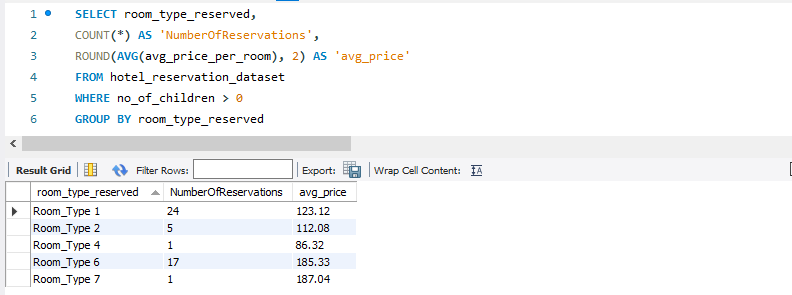 1 SELECT room_type_reserved,
2 COUNT(*) AS 'NumberOfReservations',
3 ROUND(AVG(avg_price_per_room), 2) AS 'avg_price'
4 FROM hotel_reservation_dataset
5 WHERE no_of_children > 0
6 GROUP BY room_type_reserved
Result Grid Filter Rows: Export: Wrap Cell Content:
room_type_reserved NumberOfReservations avg_price
Room_Type 1 24 123.12
Room_Type 2 5 112.08
Room_Type 4 1 86.32
Room_Type 6 17 185.33
Room_Type 7 1 187.04